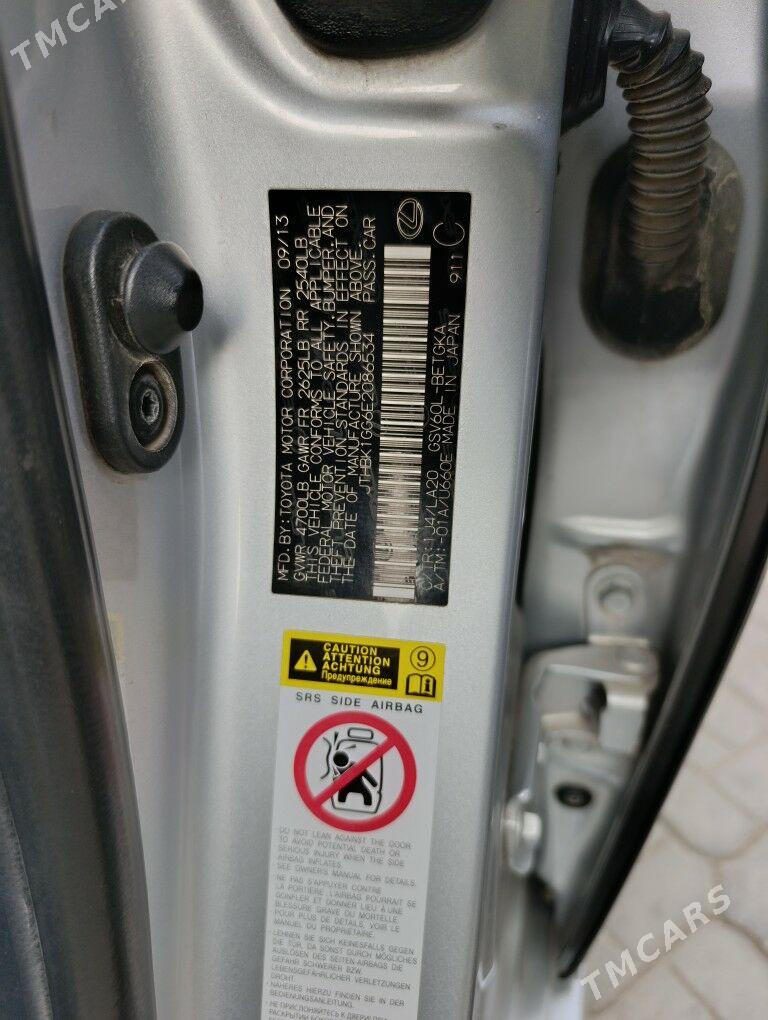 TMCARS
MFD. BY: TOYOTA MOTOR CORPORATION 09/13
GVWR 4700LB GAWR FR 2625LB RR 2540LB
THIS VEHICLE CONFORMS TO ALL APPLICABLE
FEDERAL MOTOR VEHICLE SAFETY, BUMPER, AND
THEFT PREVENTION STANDARDS IN EFFECT ON
THE DATE OF MANUFACTURE SHOWN ABOVE.
JTHBK1GG6E2086534 PASS.CAR
C/TR: 1J4/LA20 GSV60L-BETGKA
A/TM: -01A/U660E MADE IN JAPAN 911
CAUTION
ATTENTION
ACHTUNG
Предупреждение
9
SRS SIDE AIRBAG
DO NOT LEAN AGAINST THE DOOR
TO AVOID POTENTIAL DEATH OR
SERIOUS INJURY WHEN THE SIDE
AIRBAG INFLATES.
SEE OWNER'S MANUAL FOR DETAILS.
NE PAS S'APPUYER CONTRE
LA PORTIÈRE L'AIRBAG POURRAIT SE
GONFLER ET DONNER LIEU À UNE
BLESSURE GRAVE OU MORTELLE.
POUR PLUS DE DETAILS, VOIR LE
MANUEL DU PROPRIÉTAIRE.
LEHNEN SIE SICH KEINESFALLS GEGEN
DIE TÜR, DA SONST DURCH MÖGLICHES
AUSLÖSEN DES SEITEN-AIRBAGS DIE
GEFAHR SCHWERER BZW.
LEBENSGEFÄHRLICHER VERLETZUNGEN
DROHT.
NÄHERES HIERZU FINDEN SIE IN DER
BEDIENUNGSANLEITUNG.
НЕ ПРИСЛОНЯЙТЕСЬ К ДВЕРИ
TMCARS